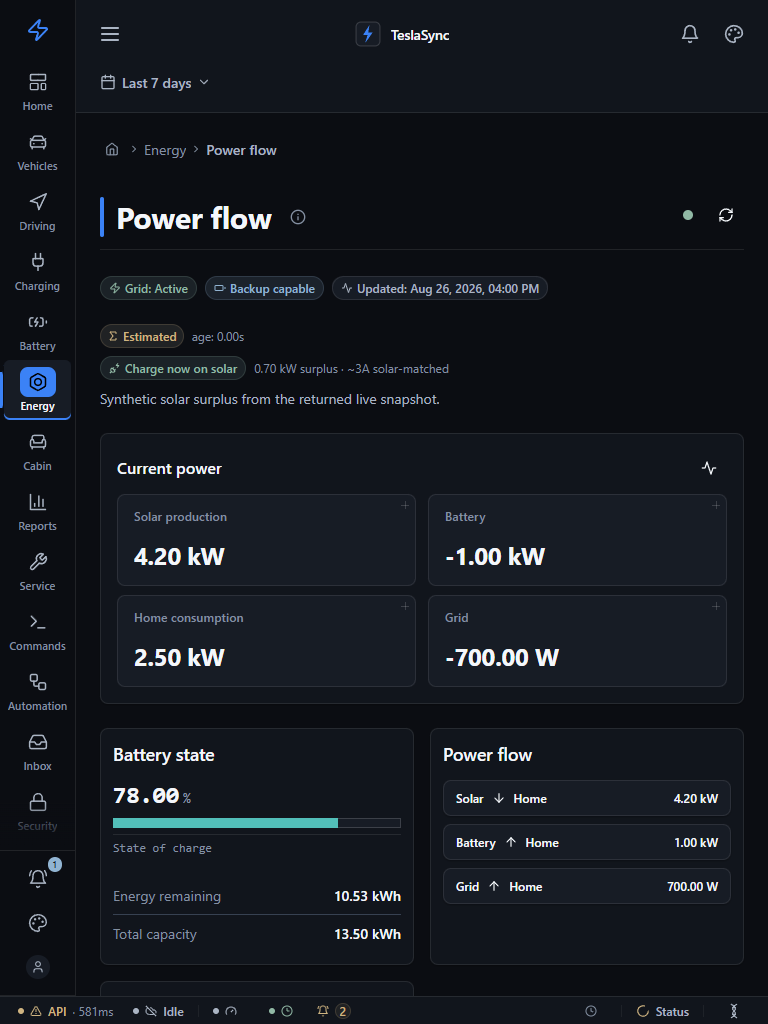 TeslaSync
Last 7 days
Home
Vehicles
Driving
Charging
Battery
Energy
Cabin
Reports
Service
Commands
Automation
Inbox
Security
1
Energy
Power flow
Power flow
Grid: Active
Backup capable
Updated: Aug 26, 2026, 04:00 PM
Estimated
age: 0.00s
Charge now on solar
0.70 kW surplus · ~3A solar-matched
Synthetic solar surplus from the returned live snapshot.
Current power
Solar production
4.20 kW
Battery
-1.00 kW
Home consumption
2.50 kW
Grid
-700.00 W
Battery state
78.00 %
State of charge
Energy remaining 10.53 kWh
Total capacity 13.50 kWh
Power flow
Solar ↓ Home 4.20 kW
Battery ↑ Home 1.00 kW
Grid ↑ Home 700.00 W
API · 581ms
Idle
2
Status